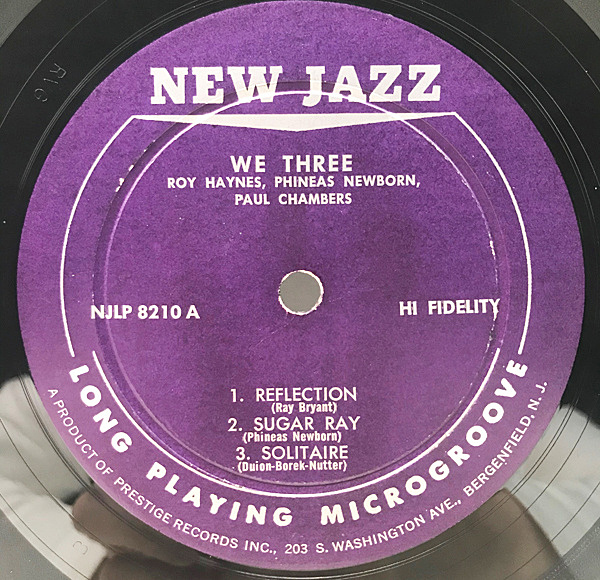 NEW JAZZ
WE THREE
ROY HAYNES, PHINEAS NEWBORN,
PAUL CHAMBERS
NJLP 8210 A
HI FIDELITY
1. REFLECTION
(Ray Bryant)
2. SUGAR RAY
(Phineas Newborn)
3. SOLITAIRE
(Duion-Borek-Nutter)
LONG PLAYING MICROGROOVE
A PRODUCT OF PRESTIGE RECORDS INC., 203 S. WASHINGTON AVE., BERGENFIELD, N. J.